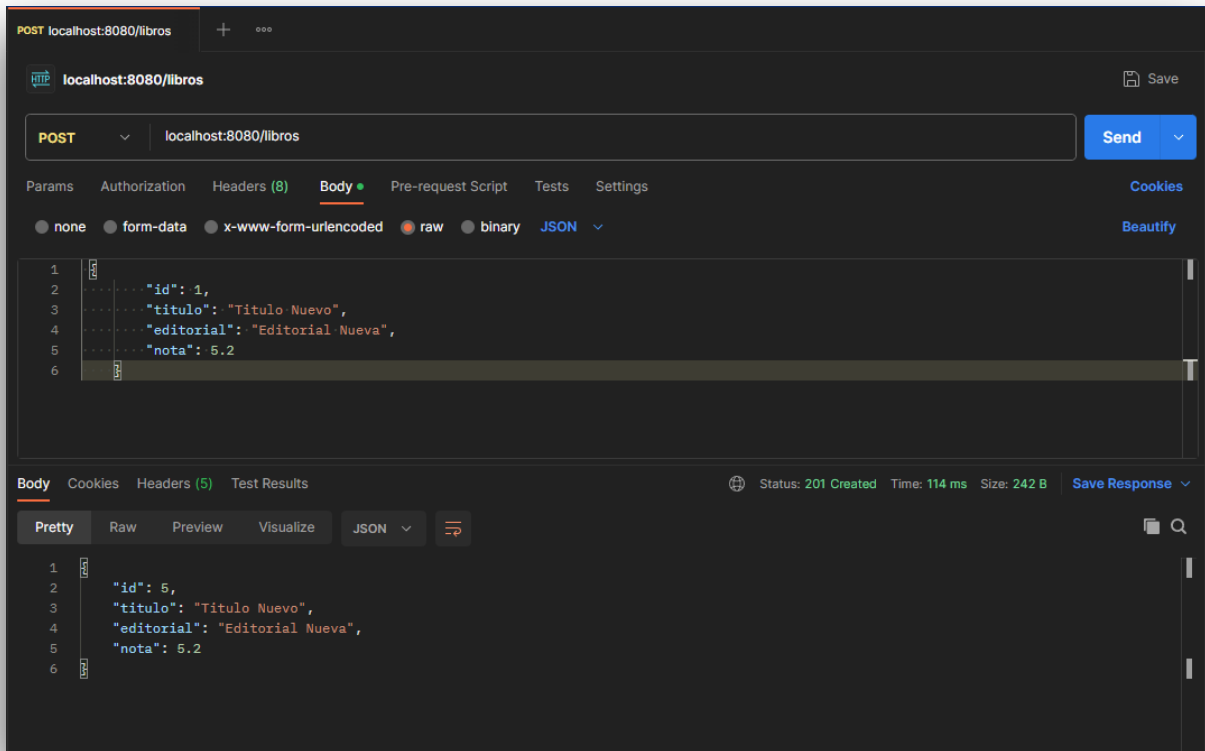 POST localhost:8080/libros
HTTP localhost:8080/libros Save
POST localhost:8080/libros Send
Params Authorization Headers (8) Body Pre-request Script Tests Settings Cookies
none form-data x-www-form-urlencoded raw binary JSON Beautify
1 {
2 "id": 1,
3 "titulo": "Titulo Nuevo",
4 "editorial": "Editorial Nueva",
5 "nota": 5.2
6 }
Body Cookies Headers (5) Test Results Status: 201 Created Time: 114 ms Size: 242 B Save Response
Pretty Raw Preview Visualize JSON
1 {
2 "id": 5,
3 "titulo": "Titulo Nuevo",
4 "editorial": "Editorial Nueva",
5 "nota": 5.2
6 }